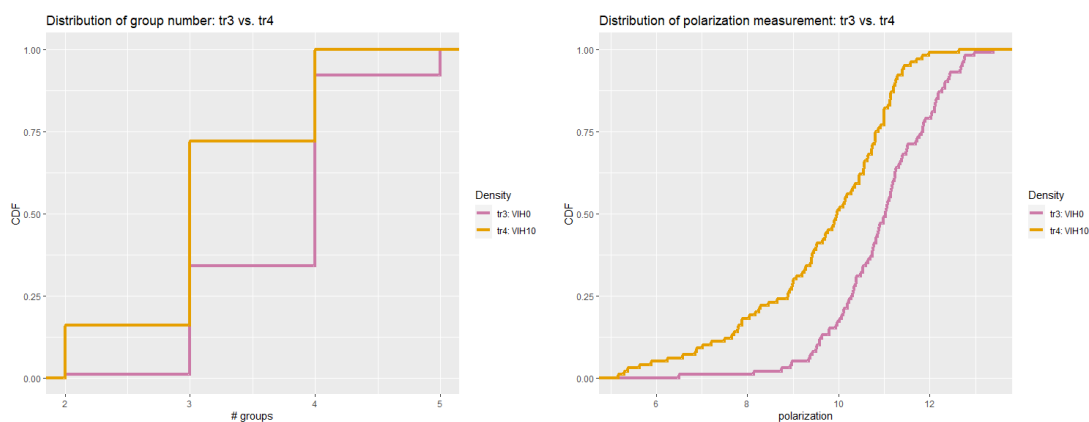 Distribution of group number: tr3 vs. tr4
1.00
0.75
0.50
0.25
0.00
CDF
2
3
4
5
# groups
Density
tr3: VIH0
tr4: VIH10
Distribution of polarization measurement: tr3 vs. tr4
1.00
0.75
0.50
0.25
0.00
CDF
6
8
10
12
polarization
Density
tr3: VIH0
tr4: VIH10